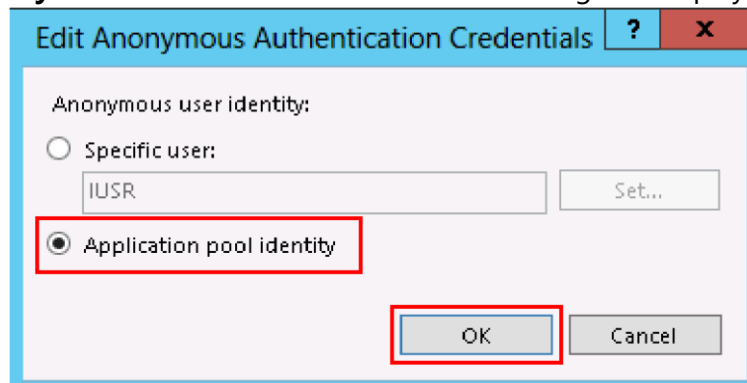 Edit Anonymous Authentication Credentials ? x
Anonymous user identity:
Specific user:
IUSR Set...
Application pool identity
OK Cancel